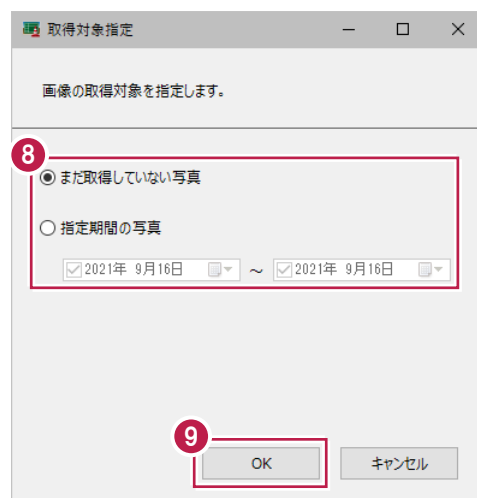 取得対象指定
画像の取得対象を指定します。
8
まだ取得していない写真
指定期間の写真
2021年 9月16日 ~ 2021年 9月16日
9
OK キャンセル